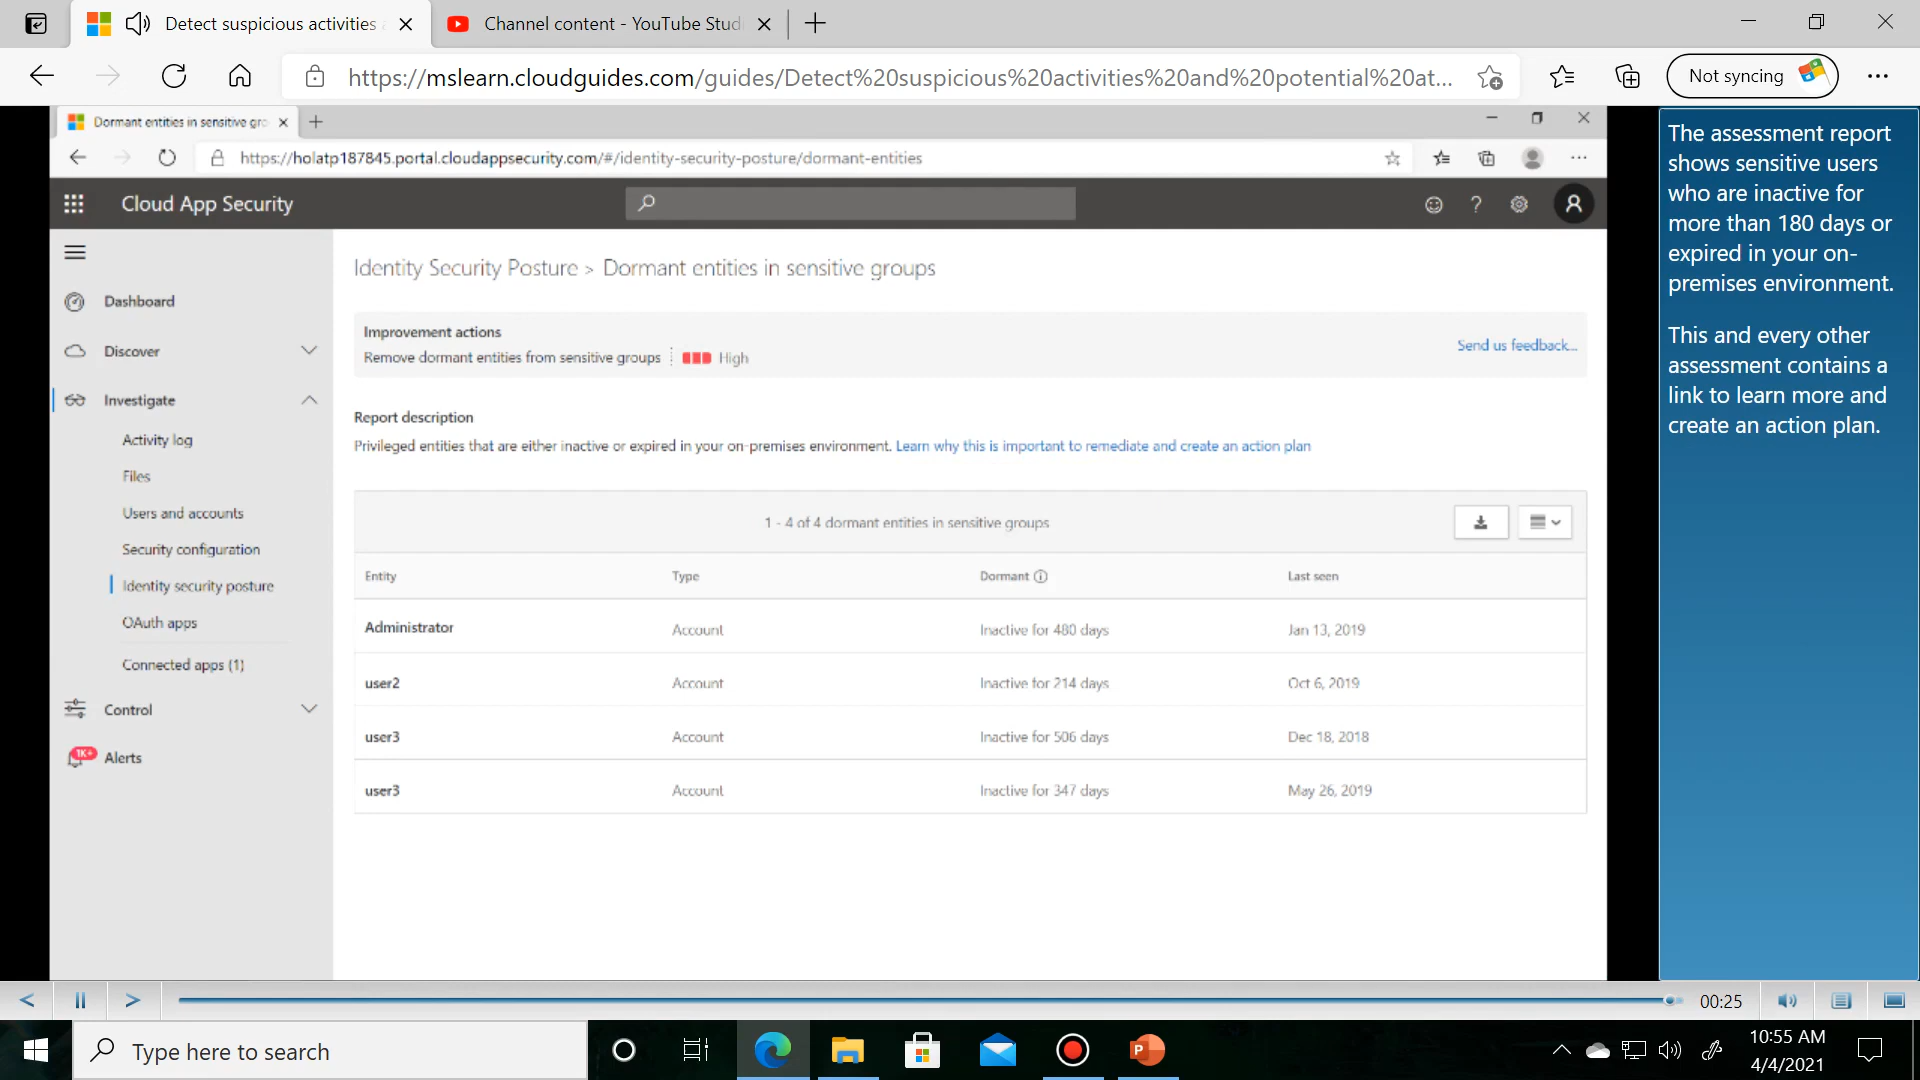 Detect suspicious activities
Channel content - YouTube Stud
https://mslearn.cloudguides.com/guides/Detect%20suspicious%20activities%20and%20potential%20at...
Not syncing
Dormant entities in sensitive gro
https://holatp187845.portal.cloudappsecurity.com/#/identity-security-posture/dormant-entities
Cloud App Security
?
Dashboard
Discover
Investigate
Activity log
Files
Users and accounts
Security configuration
Identity security posture
OAuth apps
Connected apps (1)
Control
1K+
Alerts
Identity Security Posture > Dormant entities in sensitive groups
Improvement actions
Remove dormant entities from sensitive groups High
Send us feedback...
Report description
Privileged entities that are either inactive or expired in your on-premises environment. Learn why this is important to remediate and create an action plan
1 - 4 of 4 dormant entities in sensitive groups
Entity Type Dormant Last seen
Administrator Account Inactive for 480 days Jan 13, 2019
user2 Account Inactive for 214 days Oct 6, 2019
user3 Account Inactive for 506 days Dec 18, 2018
user3 Account Inactive for 347 days May 26, 2019
The assessment report
shows sensitive users
who are inactive for
more than 180 days or
expired in your on-
premises environment.
This and every other
assessment contains a
link to learn more and
create an action plan.
00:25
Type here to search
10:55 AM
4/4/2021